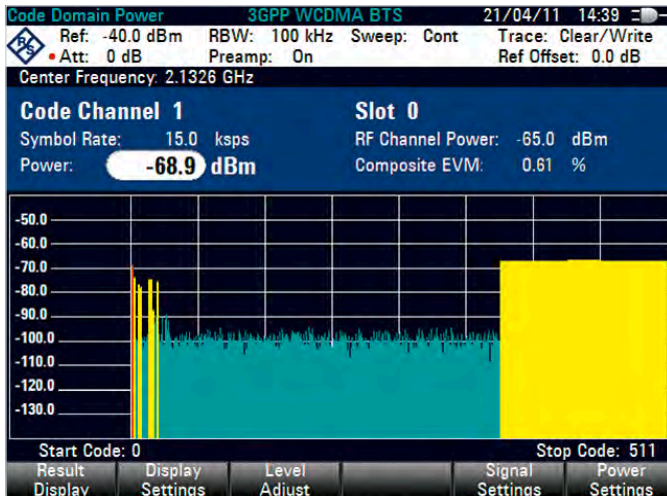 Code Domain Power 3GPP WCDMA BTS 21/04/11 14:39
R&S Ref: -40.0 dBm RBW: 100 kHz Sweep: Cont Trace: Clear/Write
Att: 0 dB Preamp: On Ref Offset: 0.0 dB
Center Frequency: 2.1326 GHz
Code Channel 1 Slot 0
Symbol Rate: 15.0 ksps RF Channel Power: -65.0 dBm
Power: -68.9 dBm Composite EVM: 0.61 %
-50.0
-60.0
-70.0
-80.0
-90.0
-100.0
-110.0
-120.0
-130.0
Start Code: 0 Stop Code: 511
Result Display Level Signal Power
Display Settings Adjust Settings Settings